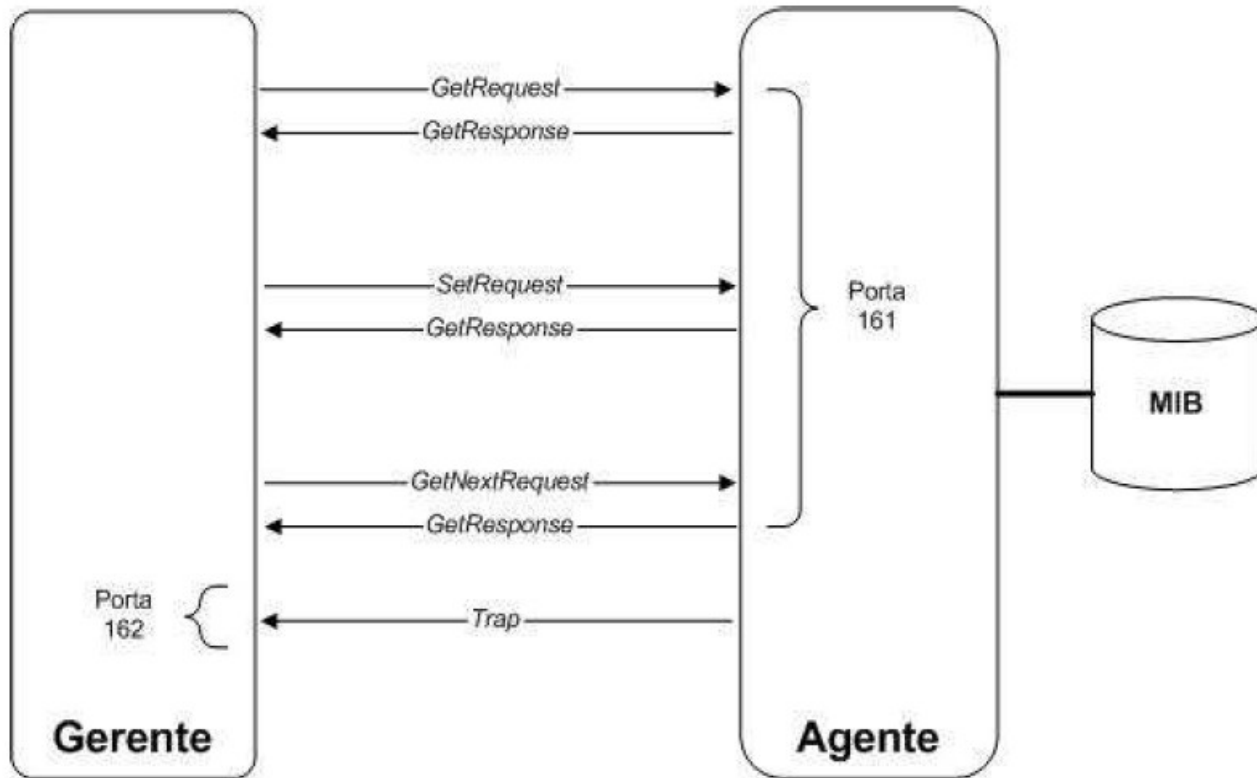 GetRequest
GetResponse
SetRequest
GetResponse
Porta
161
MIB
GetNextRequest
GetResponse
Porta
162
Trap
Gerente
Agente